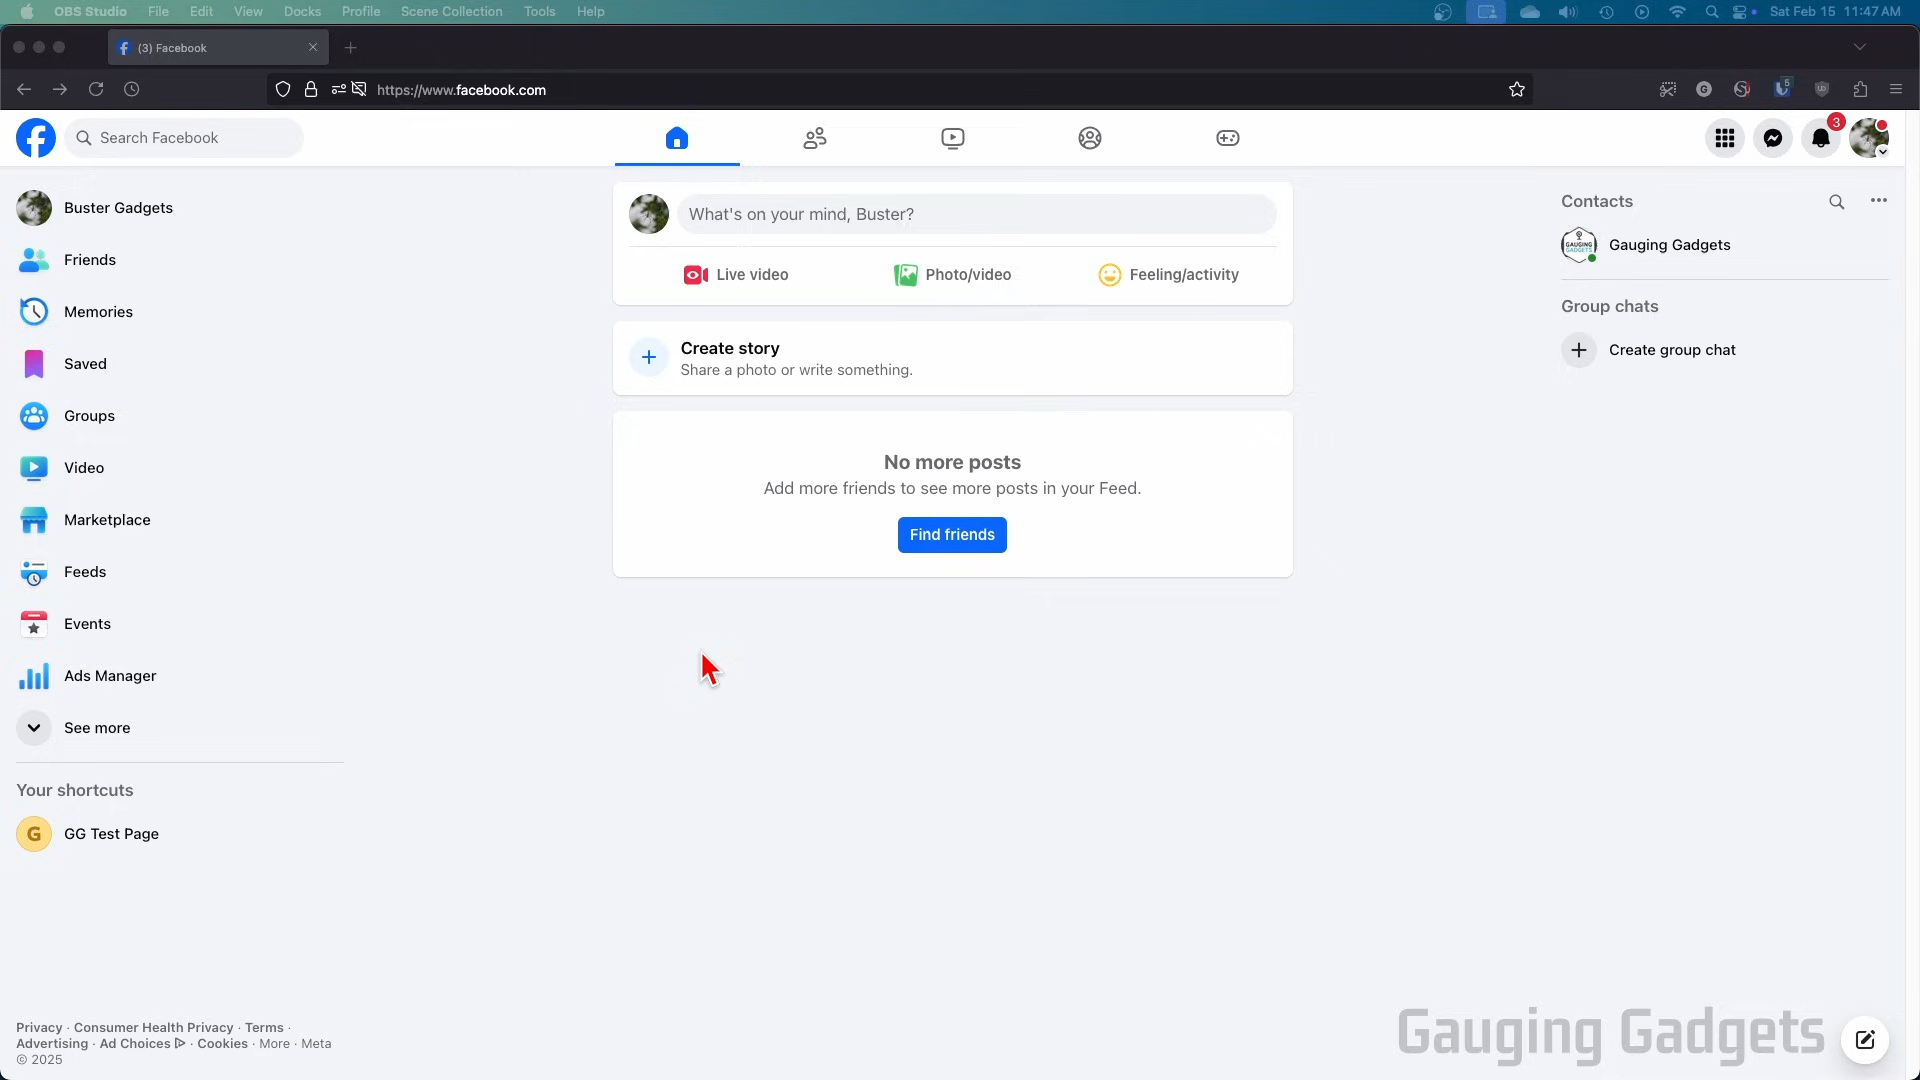 OBS Studio File Edit View Docks Profile Scene Collection Tools Help Sat Feb 15 11:47 AM
(3) Facebook
https://www.facebook.com
5
Search Facebook
3
Buster Gadgets
Friends
Memories
Saved
Groups
Video
Marketplace
Feeds
Events
Ads Manager
See more
Your shortcuts
G GG Test Page
Privacy · Consumer Health Privacy · Terms ·
Advertising · Ad Choices · Cookies · More · Meta
© 2025
What's on your mind, Buster?
Live video Photo/video Feeling/activity
Create story
Share a photo or write something.
No more posts
Add more friends to see more posts in your Feed.
Find friends
Contacts
GAUGING GADGETS Gauging Gadgets
Group chats
Create group chat
Gauging Gadgets